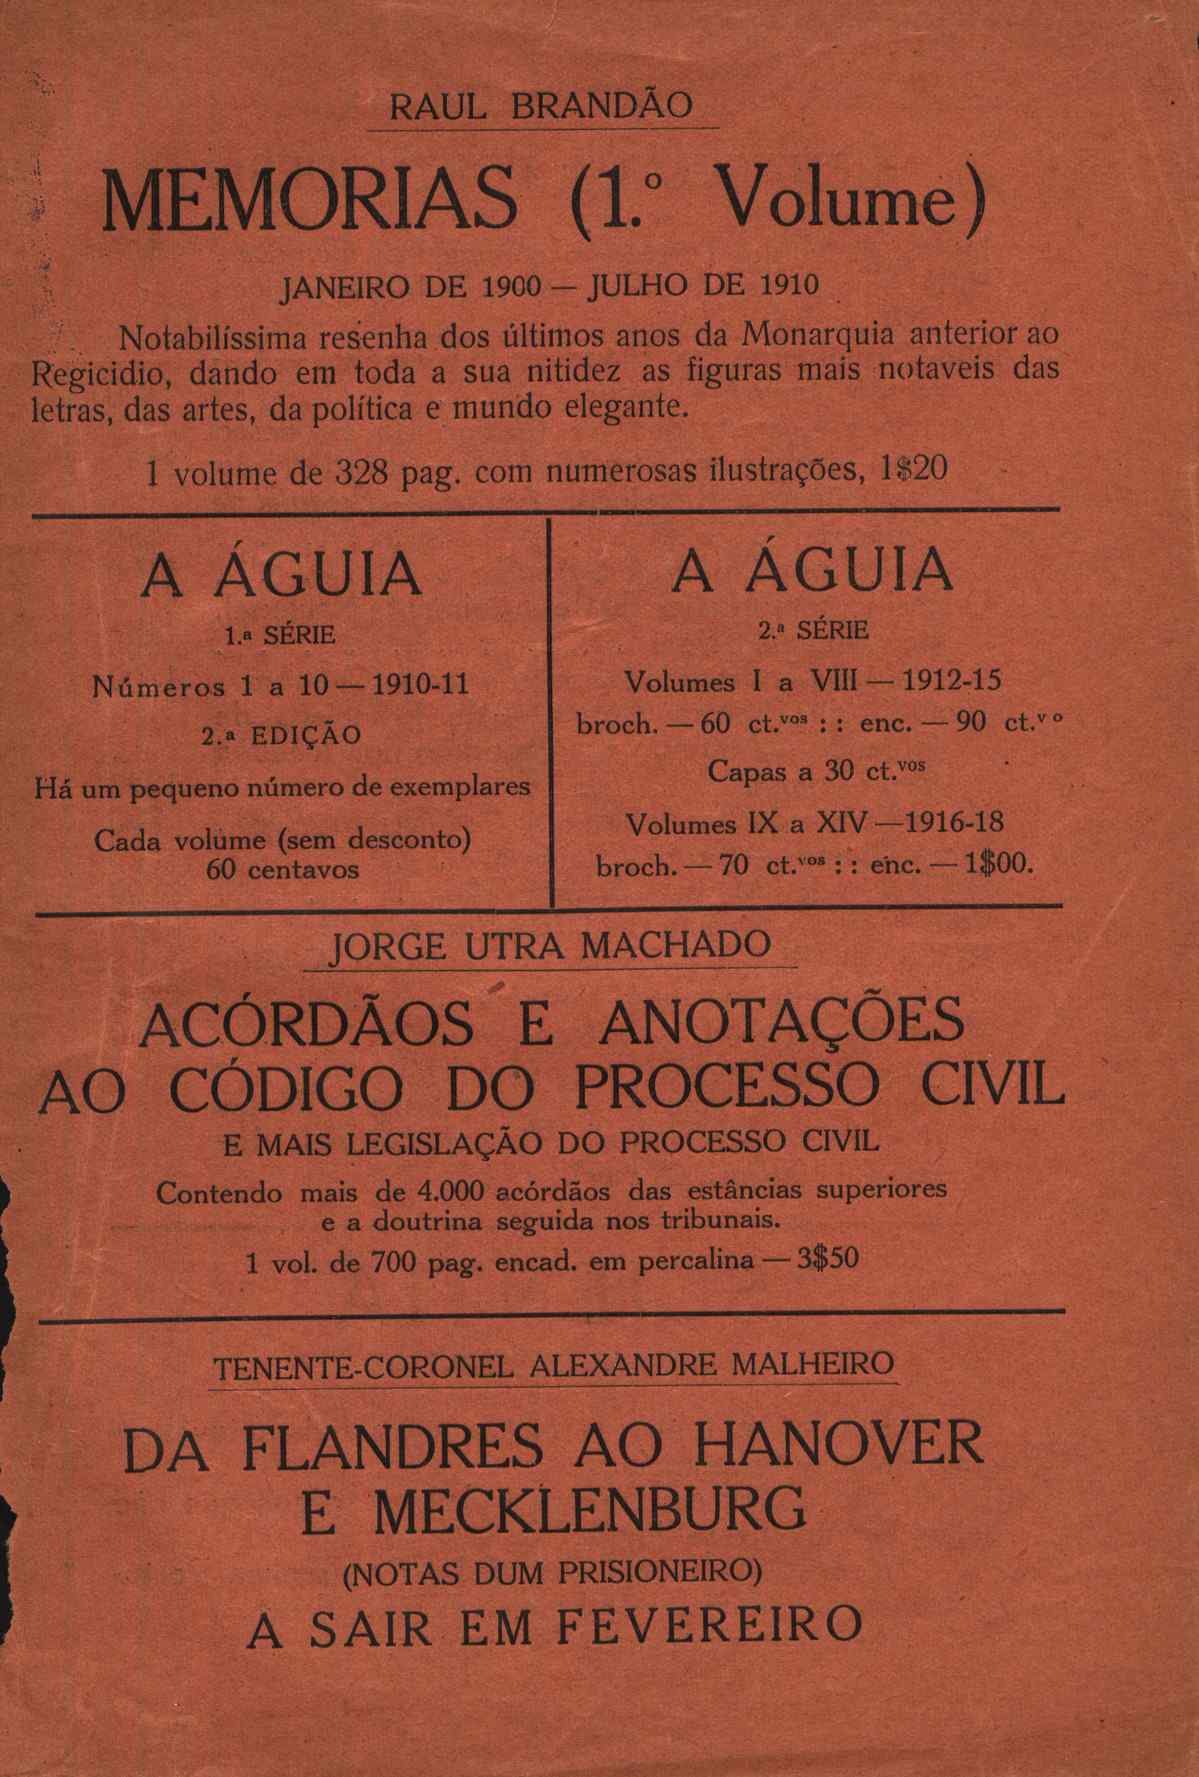 RAUL BRANDÃO
MEMORIAS (1.º Volume)
JANEIRO DE 1900 — JULHO DE 1910
Notabilíssima resenha dos últimos anos da Monarquia anterior ao
Regicidio, dando em toda a sua nitidez as figuras mais notaveis das
letras, das artes, da política e mundo elegante.
1 volume de 328 pag. com numerosas ilustrações, 1$20
A ÁGUIA
1.ª SÉRIE
Números 1 a 10 — 1910-11
2.ª EDIÇÃO
Há um pequeno número de exemplares
Cada volume (sem desconto)
60 centavos
A ÁGUIA
2.ª SÉRIE
Volumes I a VIII — 1912-15
broch. — 60 ct.vos : : enc. — 90 ct.vo
Capas a 30 ct.vos
Volumes IX a XIV — 1916-18
broch. — 70 ct.vos : : enc. — 1$00.
JORGE UTRA MACHADO
ACÓRDÃOS E ANOTAÇÕES
AO CÓDIGO DO PROCESSO CIVIL
E MAIS LEGISLAÇÃO DO PROCESSO CIVIL
Contendo mais de 4.000 acórdãos das estâncias superiores
e a doutrina seguida nos tribunais.
1 vol. de 700 pag. encad. em percalina — 3$50
TENENTE-CORONEL ALEXANDRE MALHEIRO
DA FLANDRES AO HANOVER
E MECKLENBURG
(NOTAS DUM PRISIONEIRO)
A SAIR EM FEVEREIRO